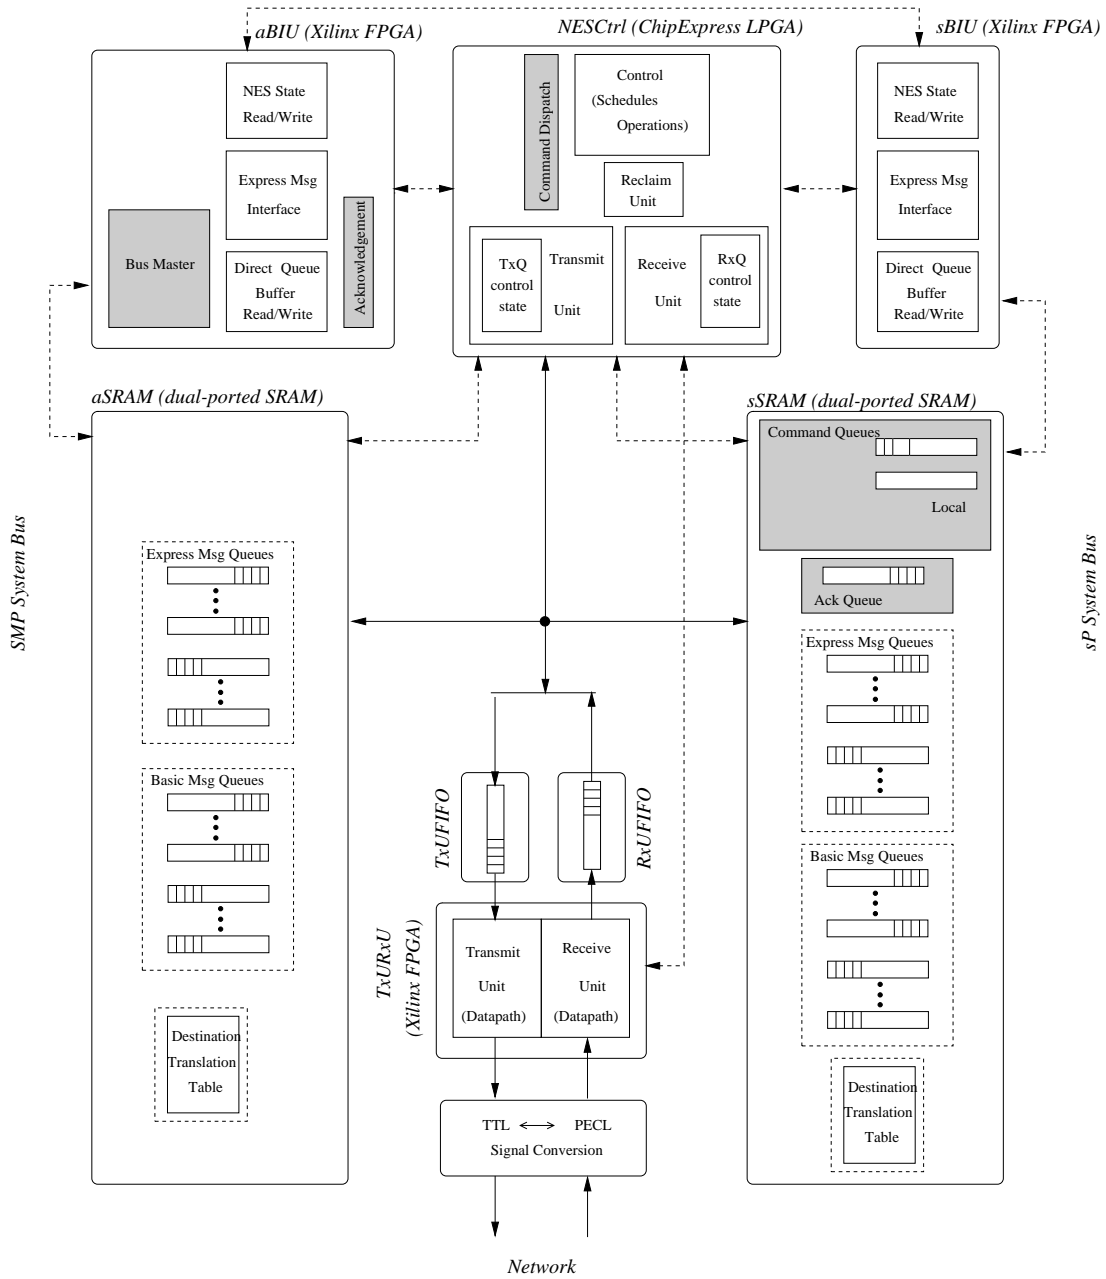 aBIU (Xilinx FPGA)
NESCtrl (ChipExpress LPGA)
sBIU (Xilinx FPGA)
NES State
Read/Write
Express Msg
Interface
Bus Master
Direct Queue
Buffer
Read/Write
Acknowledgement
Command Dispatch
Control
(Schedules
Operations)
Reclaim
Unit
TxQ
control
state
Transmit
Unit
Receive
Unit
RxQ
control
state
NES State
Read/Write
Express Msg
Interface
Direct Queue
Buffer
Read/Write
aSRAM (dual-ported SRAM)
sSRAM (dual-ported SRAM)
SMP System Bus
Express Msg Queues
Basic Msg Queues
Destination
Translation
Table
Command Queues
Local
Ack Queue
Express Msg Queues
Basic Msg Queues
Destination
Translation
Table
sP System Bus
TxUFIFO
RxUFIFO
TxURxU
(Xilinx FPGA)
Transmit
Unit
(Datapath)
Receive
Unit
(Datapath)
TTL PECL
Signal Conversion
Network